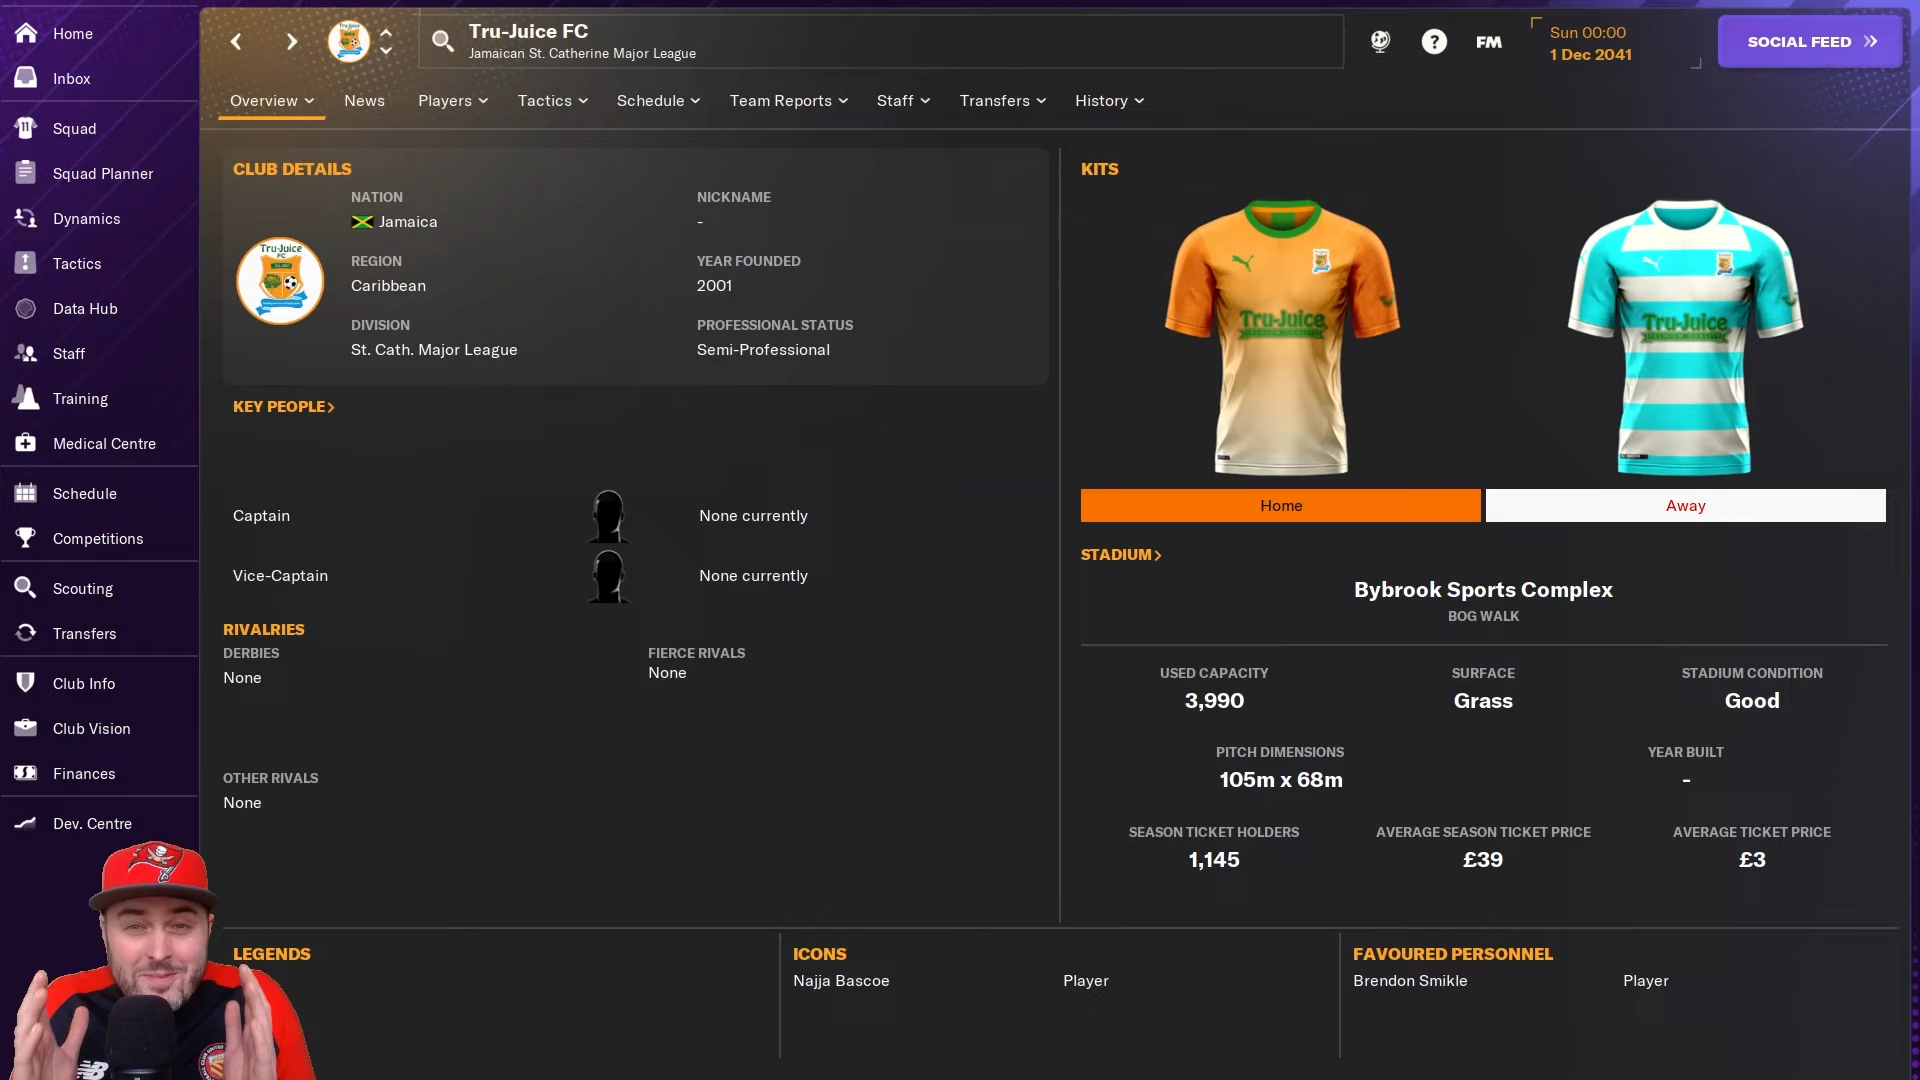 Home
Inbox
Squad
Squad Planner
Dynamics
Tactics
Data Hub
Staff
Training
Medical Centre
Schedule
Competitions
Scouting
Transfers
Club Info
Club Vision
Finances
Dev. Centre
Tru-Juice FC
Jamaican St. Catherine Major League
?
FM
Sun 00:00
1 Dec 2041
SOCIAL FEED
Overview
News
Players
Tactics
Schedule
Team Reports
Staff
Transfers
History
CLUB DETAILS
Tru-Juice
FC
NATION
Jamaica
NICKNAME
-
REGION
Caribbean
YEAR FOUNDED
2001
DIVISION
St. Cath. Major League
PROFESSIONAL STATUS
Semi-Professional
KEY PEOPLE
Captain
None currently
Vice-Captain
None currently
RIVALRIES
DERBIES
None
FIERCE RIVALS
None
OTHER RIVALS
None
KITS
Tru-Juice
PREMIUM QUALITY
Tru-Juice
PREMIUM QUALITY
Home
Away
STADIUM
Bybrook Sports Complex
BOG WALK
USED CAPACITY
3,990
SURFACE
Grass
STADIUM CONDITION
Good
PITCH DIMENSIONS
105m x 68m
YEAR BUILT
-
SEASON TICKET HOLDERS
1,145
AVERAGE SEASON TICKET PRICE
£39
AVERAGE TICKET PRICE
£3
LEGENDS
ICONS
Najja Bascoe
Player
FAVOURED PERSONNEL
Brendon Smikle
Player